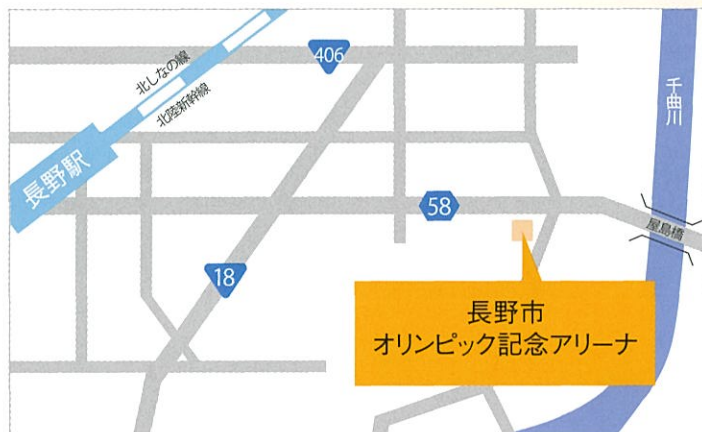 406
北しなの線
北陸新幹線
千曲川
長野駅
58
屋島橋
18
長野市
オリンピック記念アリーナ